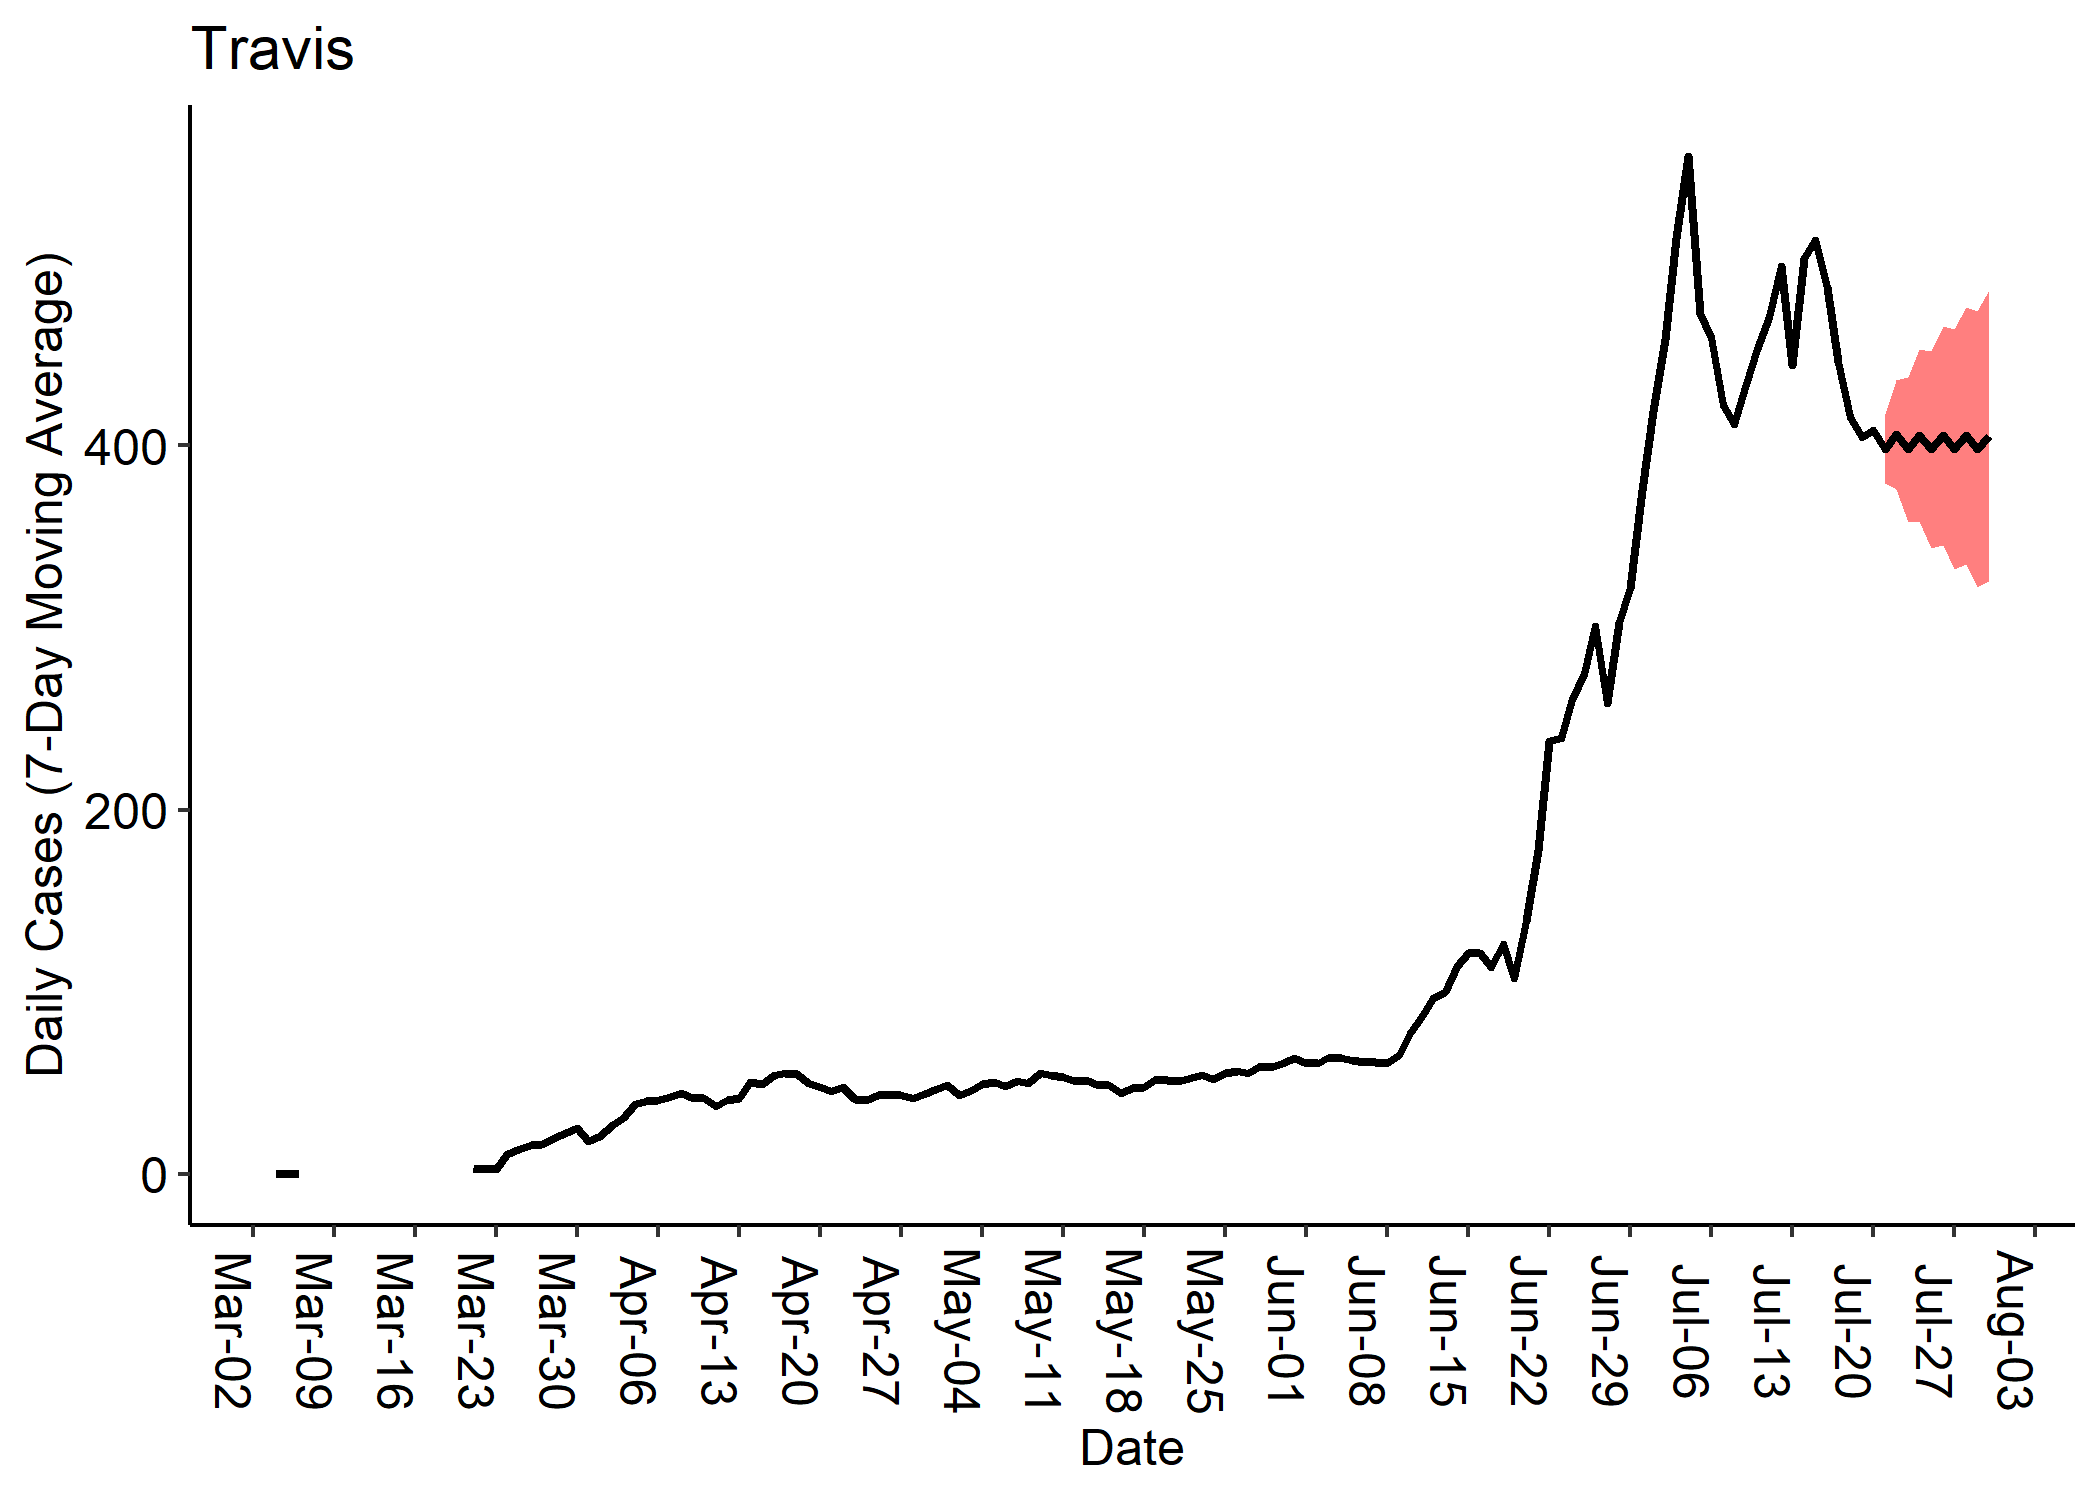 Travis
Daily Cases (7-Day Moving Average)
400
200
0
Mar-02
Mar-09
Mar-16
Mar-23
Mar-30
Apr-06
Apr-13
Apr-20
Apr-27
May-04
May-11
May-18
May-25
Jun-01
Jun-08
Jun-15
Jun-22
Jun-29
Jul-06
Jul-13
Jul-20
Jul-27
Aug-03
Date